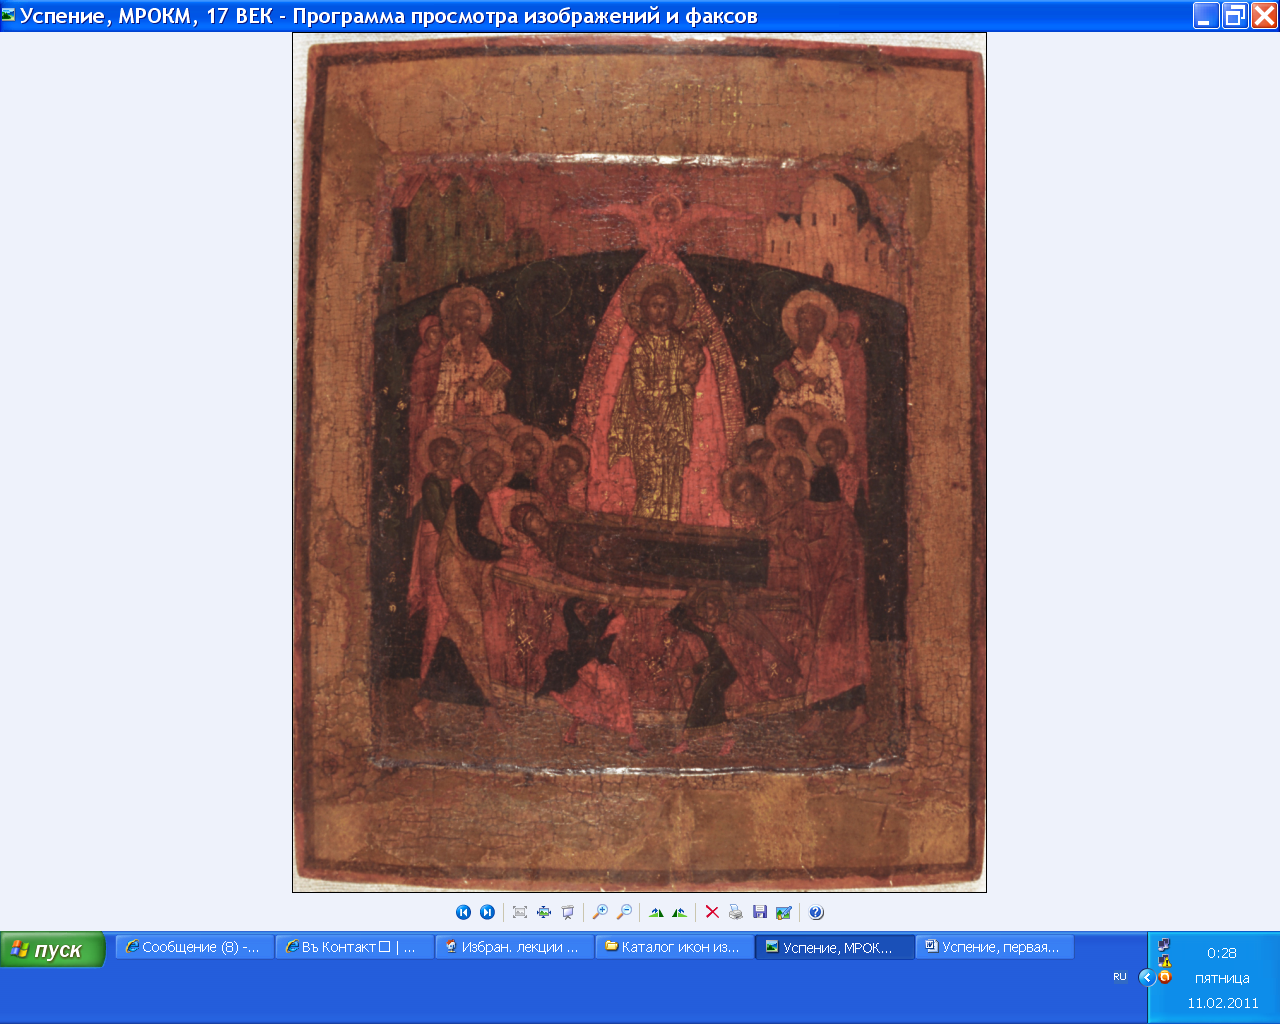 Успение, МРОКМ, 17 ВЕК - Программа просмотра изображений и факсов
пуск
Сообщение (8) -...
Въ Контакт | ...
Избран. лекции ...
Каталог икон из...
Успение, МРОК...
Успение, первая...
RU
0:28
пятница
11.02.2011